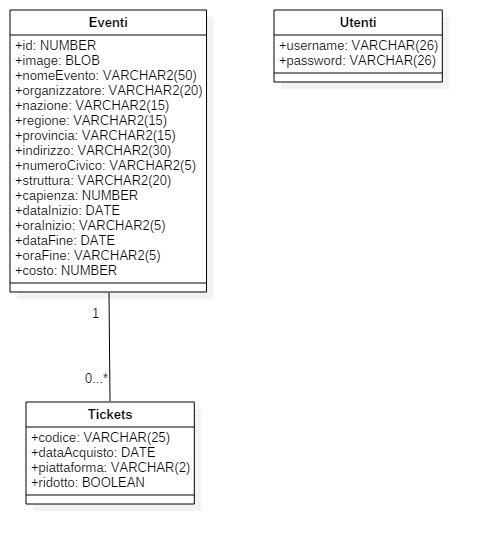 Eventi
+id: NUMBER
+image: BLOB
+nomeEvento: VARCHAR2(50)
+organizzatore: VARCHAR2(20)
+nazione: VARCHAR2(15)
+regione: VARCHAR2(15)
+provincia: VARCHAR2(15)
+indirizzo: VARCHAR2(30)
+numeroCivico: VARCHAR2(5)
+struttura: VARCHAR2(20)
+capienza: NUMBER
+dataInizio: DATE
+oraInizio: VARCHAR2(5)
+dataFine: DATE
+oraFine: VARCHAR2(5)
+costo: NUMBER
Utenti
+username: VARCHAR(26)
+password: VARCHAR(26)
1
0...*
Tickets
+codice: VARCHAR(25)
+dataAcquisto: DATE
+piattaforma: VARCHAR(2)
+ridotto: BOOLEAN